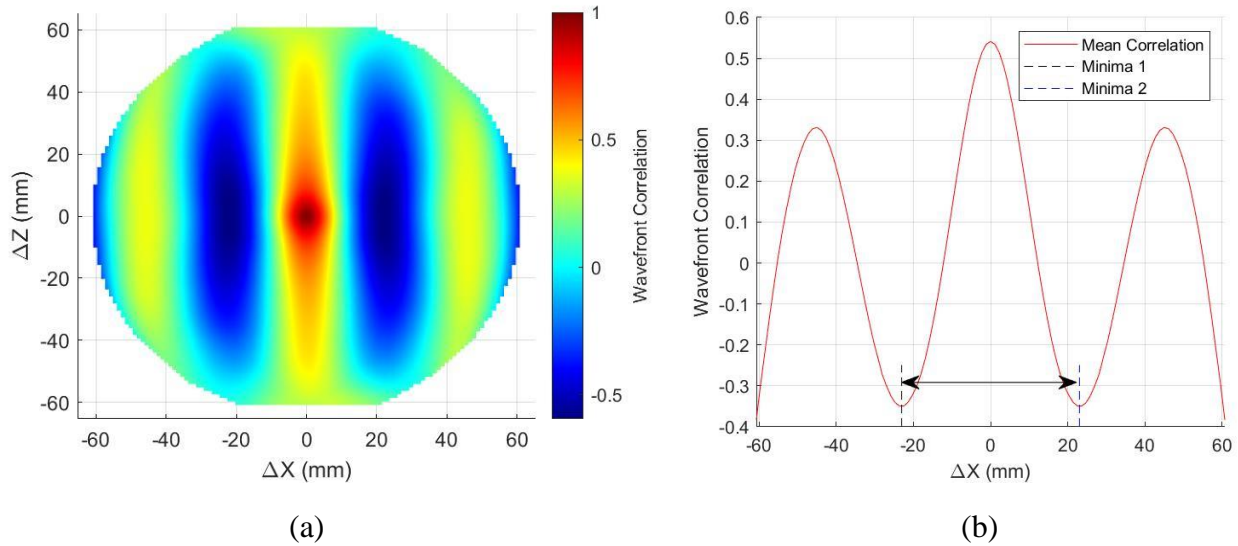 60
40
20
0
-20
-40
-60
ΔZ (mm)
-60 -40 -20 0 20 40 60
ΔX (mm)
1
0.5
0
-0.5
Wavefront Correlation
(a)
0.6
0.5
0.4
0.3
0.2
0.1
0
-0.1
-0.2
-0.3
-0.4
Wavefront Correlation
Mean Correlation
Minima 1
Minima 2
-60 -40 -20 0 20 40 60
ΔX (mm)
(b)